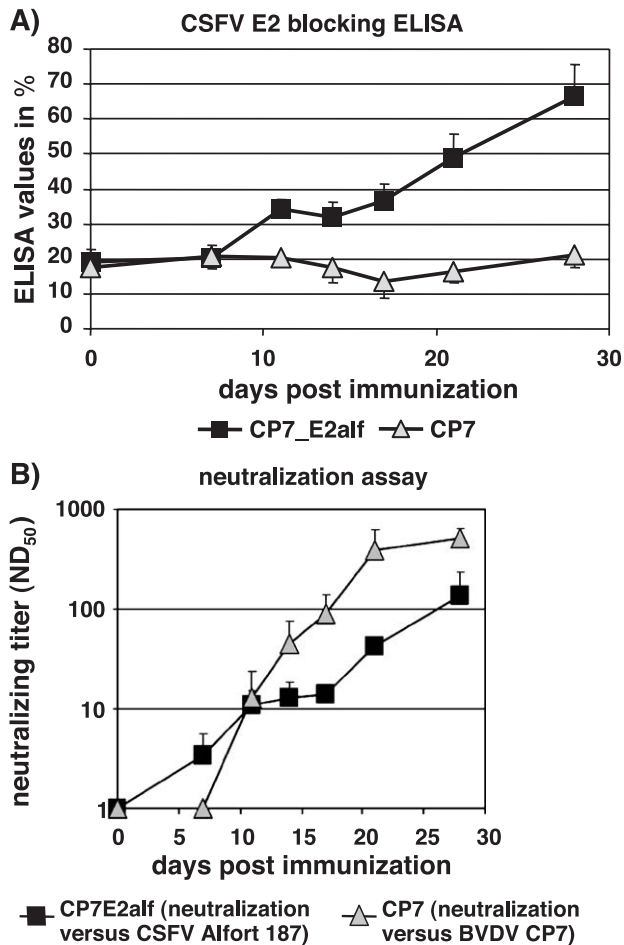 A) CSFV E2 blocking ELISA
80
70
60
50
40
30
20
10
0
ELISA values in %
0 10 20 30
days post immunization
CP7_E2alf CP7
B) neutralization assay
1000
100
10
1
neutralizing titer (ND50)
0 5 10 15 20 25 30
days post immunization
CP7E2alf (neutralization versus CSFV Alfort 187)
CP7 (neutralization versus BVDV CP7)